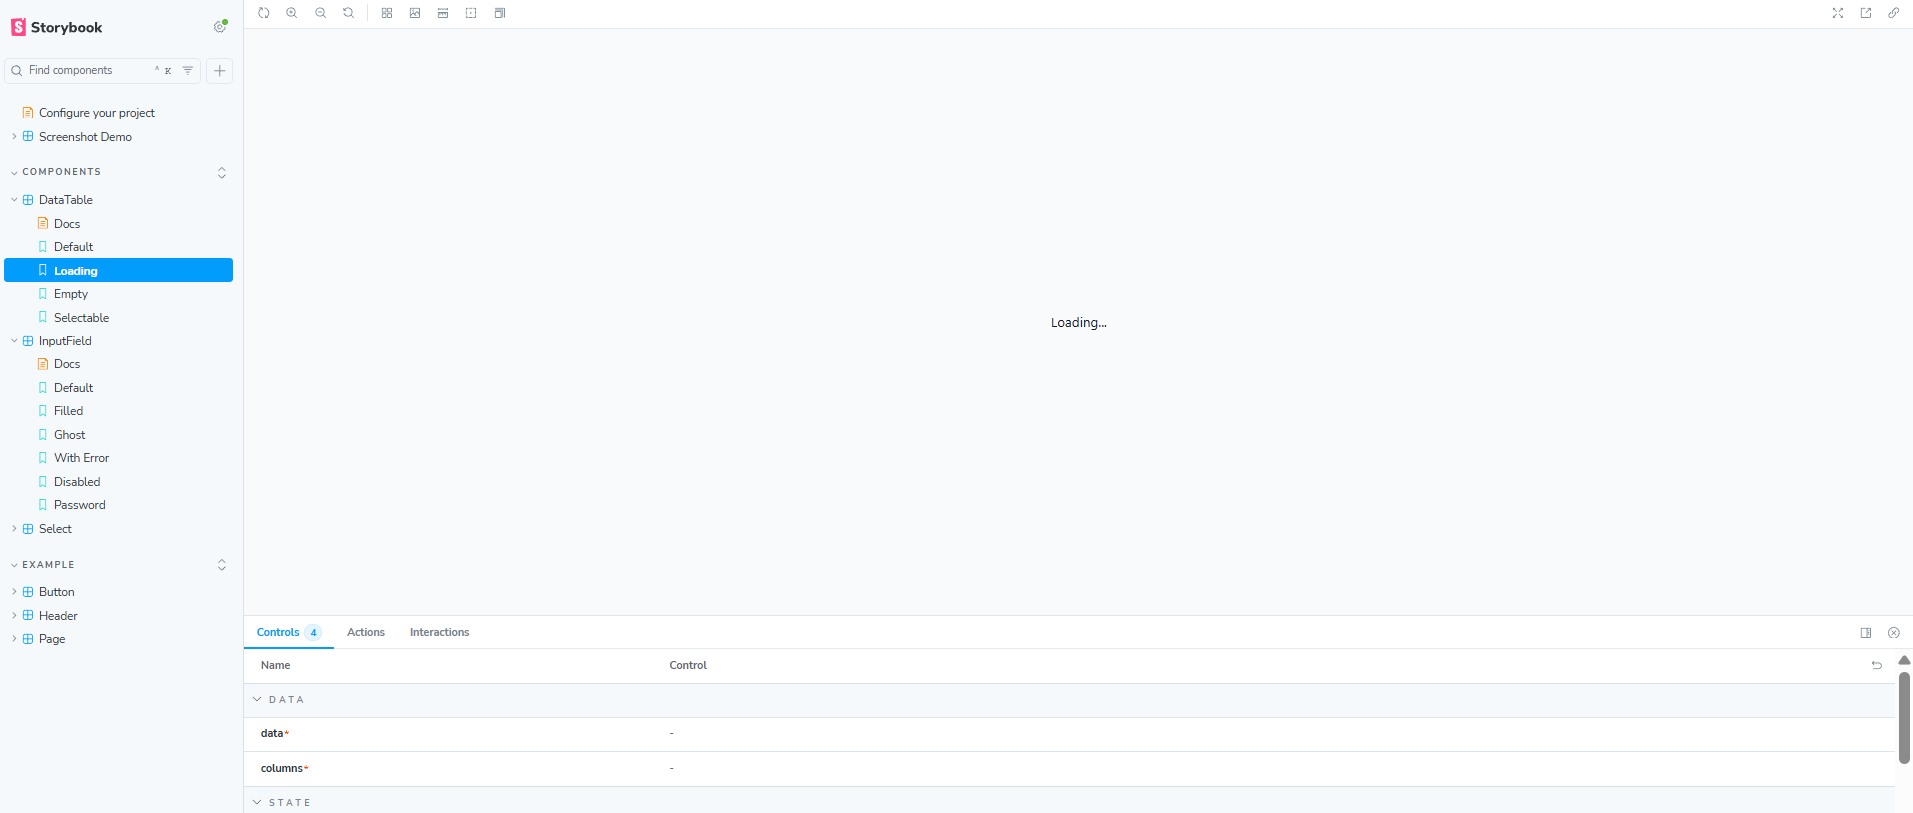 Storybook
Find components ^ K
Configure your project
Screenshot Demo
COMPONENTS
DataTable
Docs
Default
Loading
Empty
Selectable
InputField
Docs
Default
Filled
Ghost
With Error
Disabled
Password
Select
EXAMPLE
Button
Header
Page
Loading...
Controls 4 Actions Interactions
Name Control
DATA
data* -
columns* -
STATE